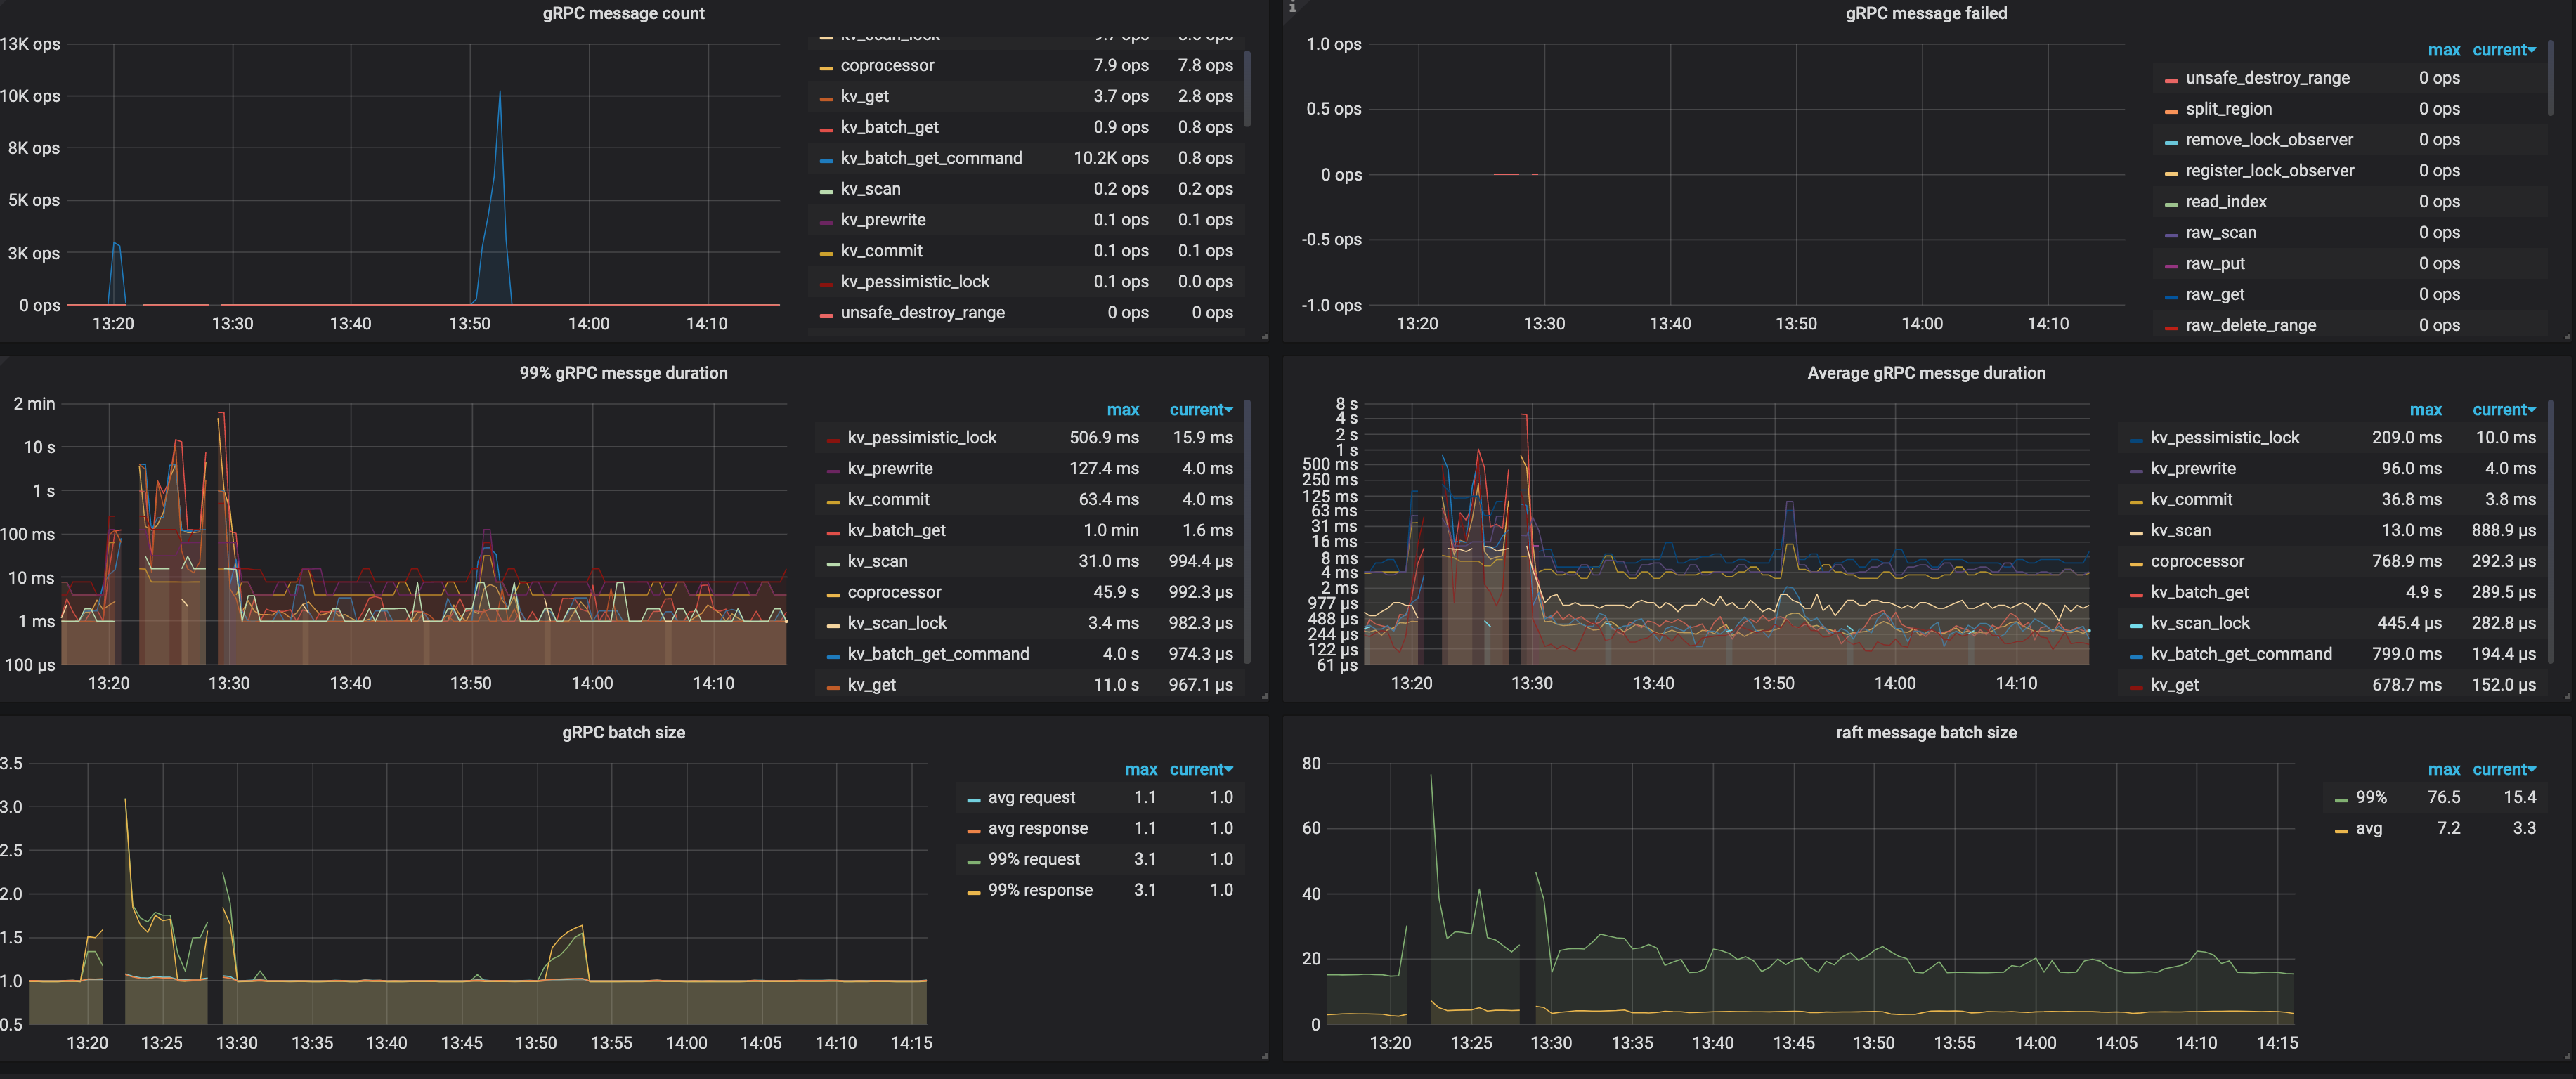 gRPC message count
13K ops
10K ops
8K ops
5K ops
3K ops
0 ops
13:20 13:30 13:40 13:50 14:00 14:10
kv_scan_lock
coprocessor 7.9 ops 7.8 ops
kv_get 3.7 ops 2.8 ops
kv_batch_get 0.9 ops 0.8 ops
kv_batch_get_command 10.2K ops 0.8 ops
kv_scan 0.2 ops 0.2 ops
kv_prewrite 0.1 ops 0.1 ops
kv_commit 0.1 ops 0.1 ops
kv_pessimistic_lock 0.1 ops 0.0 ops
unsafe_destroy_range 0 ops 0 ops
i
gRPC message failed
1.0 ops
0.5 ops
0 ops
-0.5 ops
-1.0 ops
13:20 13:30 13:40 13:50 14:00 14:10
max current
unsafe_destroy_range 0 ops
split_region 0 ops
remove_lock_observer 0 ops
register_lock_observer 0 ops
read_index 0 ops
raw_scan 0 ops
raw_put 0 ops
raw_get 0 ops
raw_delete_range 0 ops
99% gRPC messge duration
2 min
10 s
1 s
100 ms
10 ms
1 ms
100 µs
13:20 13:30 13:40 13:50 14:00 14:10
max current
kv_pessimistic_lock 506.9 ms 15.9 ms
kv_prewrite 127.4 ms 4.0 ms
kv_commit 63.4 ms 4.0 ms
kv_batch_get 1.0 min 1.6 ms
kv_scan 31.0 ms 994.4 µs
coprocessor 45.9 s 992.3 µs
kv_scan_lock 3.4 ms 982.3 µs
kv_batch_get_command 4.0 s 974.3 µs
kv_get 11.0 s 967.1 µs
Average gRPC messge duration
8 s
4 s
2 s
1 s
500 ms
250 ms
125 ms
63 ms
31 ms
16 ms
8 ms
4 ms
2 ms
977 µs
488 µs
244 µs
122 µs
61 µs
13:20 13:30 13:40 13:50 14:00 14:10
max current
kv_pessimistic_lock 209.0 ms 10.0 ms
kv_prewrite 96.0 ms 4.0 ms
kv_commit 36.8 ms 3.8 ms
kv_scan 13.0 ms 888.9 µs
coprocessor 768.9 ms 292.3 µs
kv_batch_get 4.9 s 289.5 µs
kv_scan_lock 445.4 µs 282.8 µs
kv_batch_get_command 799.0 ms 194.4 µs
kv_get 678.7 ms 152.0 µs
gRPC batch size
3.5
3.0
2.5
2.0
1.5
1.0
0.5
13:20 13:25 13:30 13:35 13:40 13:45 13:50 13:55 14:00 14:05 14:10 14:15
max current
avg request 1.1 1.0
avg response 1.1 1.0
99% request 3.1 1.0
99% response 3.1 1.0
raft message batch size
80
60
40
20
0
13:20 13:25 13:30 13:35 13:40 13:45 13:50 13:55 14:00 14:05 14:10 14:15
max current
99% 76.5 15.4
avg 7.2 3.3